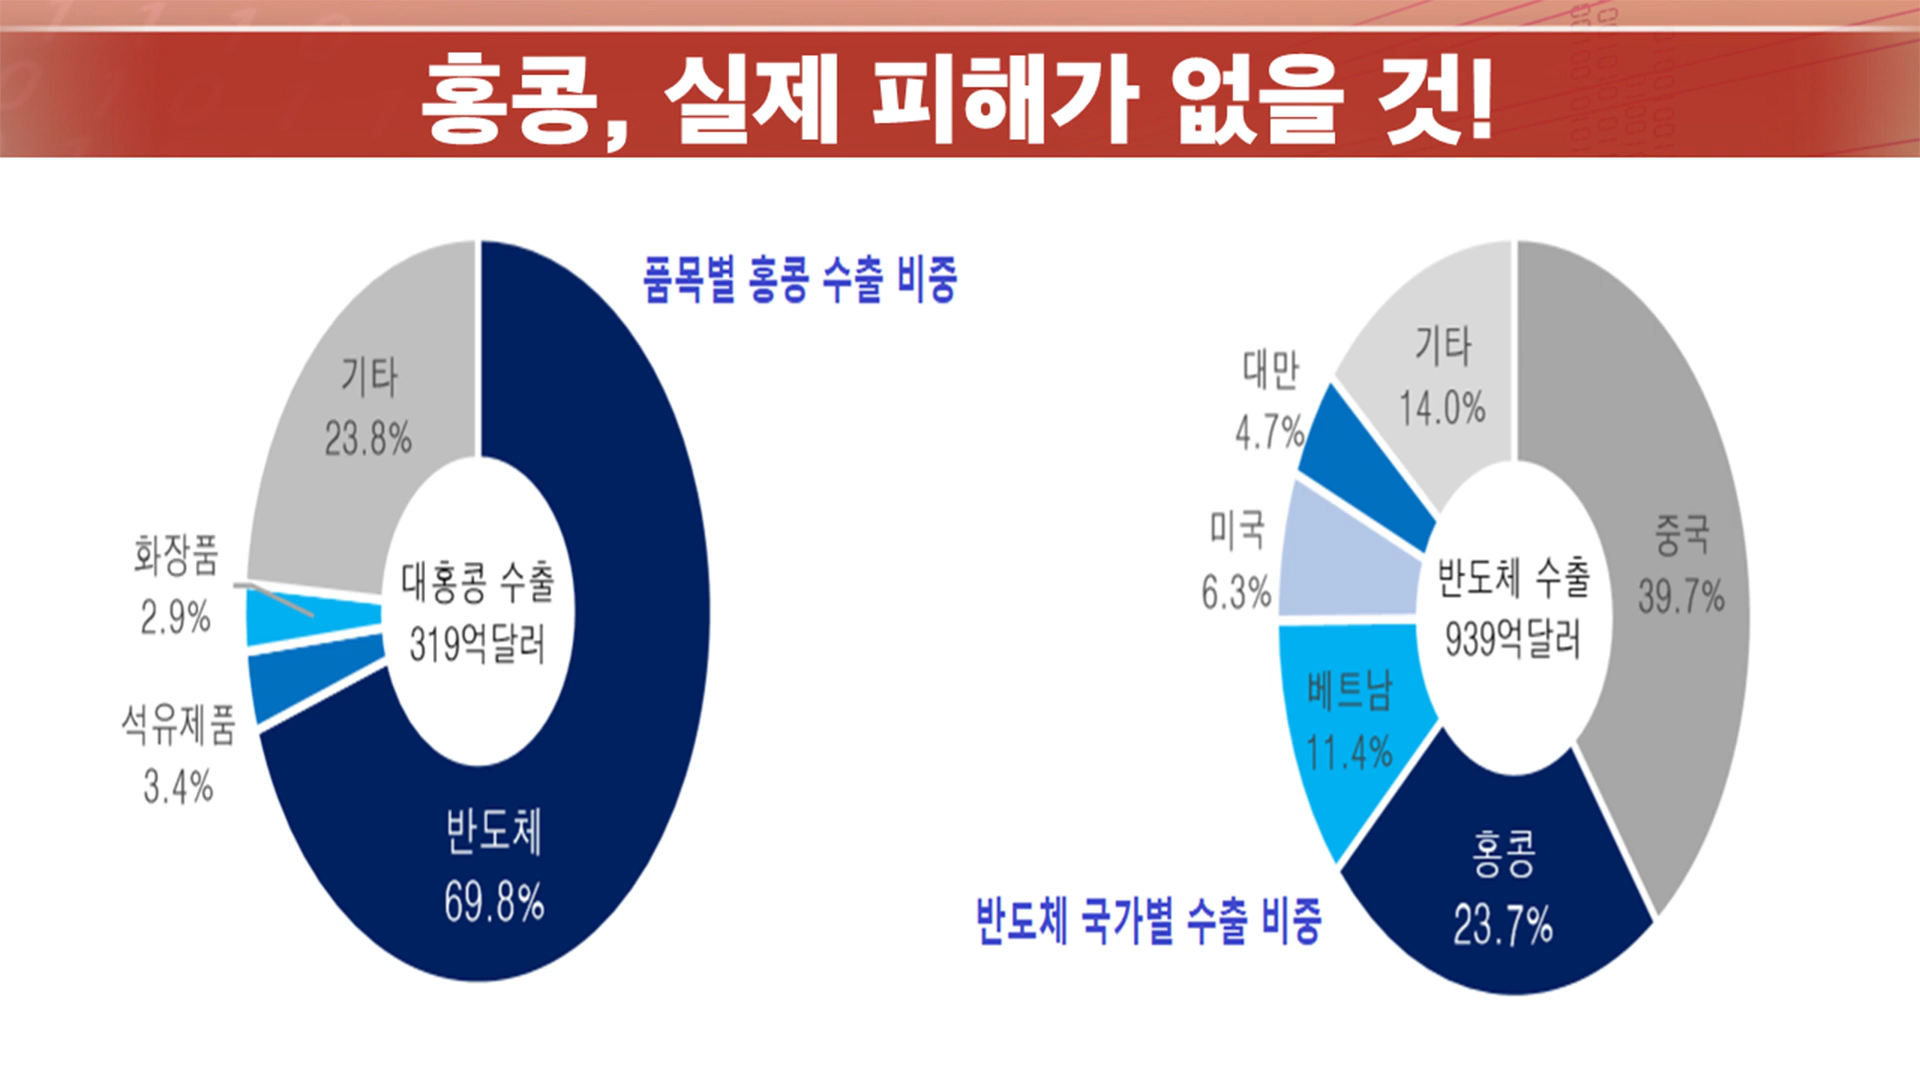 홍콩, 실제 피해가 없을 것!
품목별 홍콩 수출 비중
기타
23.8%
화장품
2.9%
석유제품
3.4%
대홍콩 수출
319억달러
반도체
69.8%
기타
14.0%
대만
4.7%
미국
6.3%
중국
39.7%
반도체 수출
939억달러
베트남
11.4%
홍콩
23.7%
반도체 국가별 수출 비중